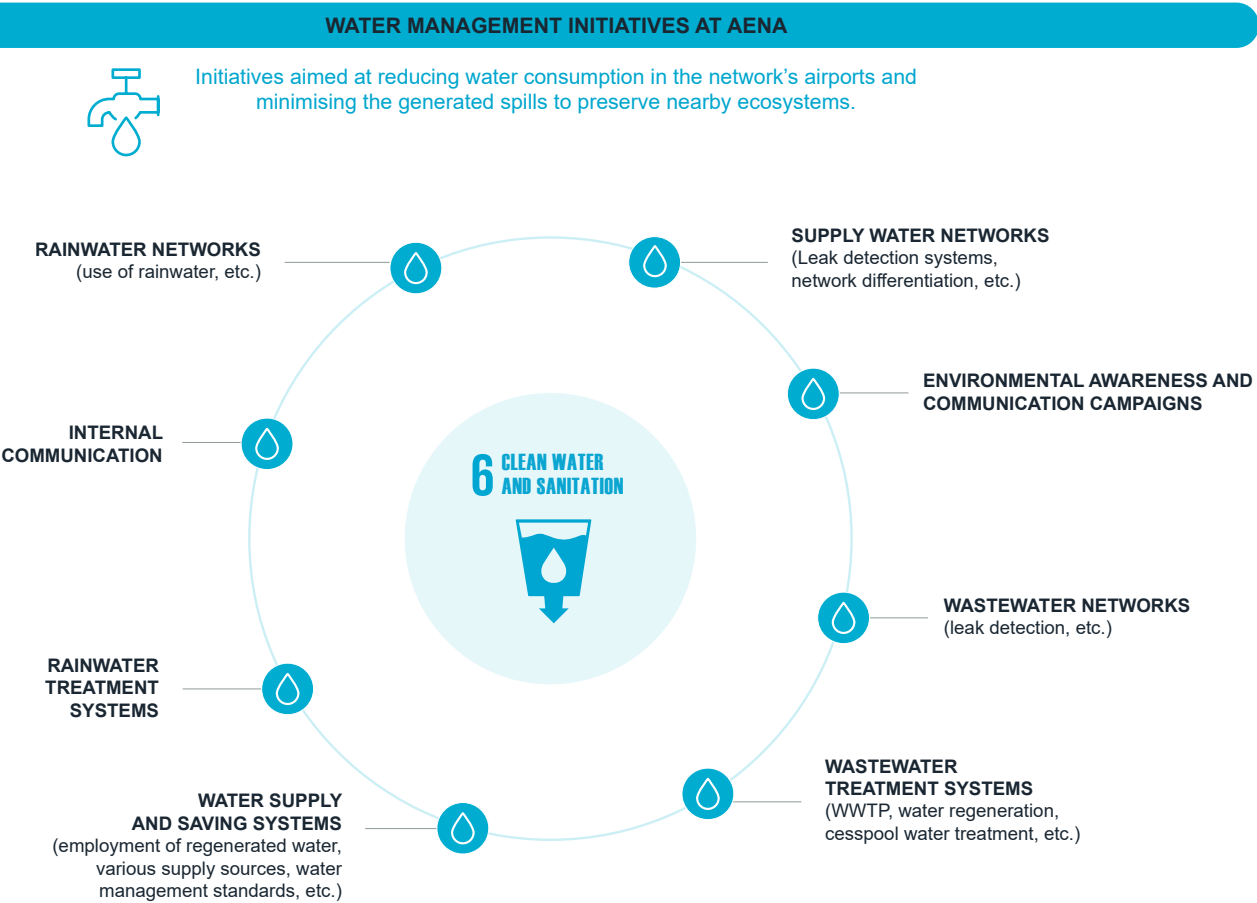 WATER MANAGEMENT INITIATIVES AT AENA
Initiatives aimed at reducing water consumption in the network's airports and
minimising the generated spills to preserve nearby ecosystems.
RAINWATER NETWORKS
(use of rainwater, etc.)
SUPPLY WATER NETWORKS
(Leak detection systems,
network differentiation, etc.)
ENVIRONMENTAL AWARENESS AND
COMMUNICATION CAMPAIGNS
INTERNAL
COMMUNICATION
6 CLEAN WATER
AND SANITATION
WASTEWATER NETWORKS
(leak detection, etc.)
RAINWATER
TREATMENT
SYSTEMS
WASTEWATER
TREATMENT SYSTEMS
(WWTP, water regeneration,
cesspool water treatment, etc.)
WATER SUPPLY
AND SAVING SYSTEMS
(employment of regenerated water,
various supply sources, water
management standards, etc.)